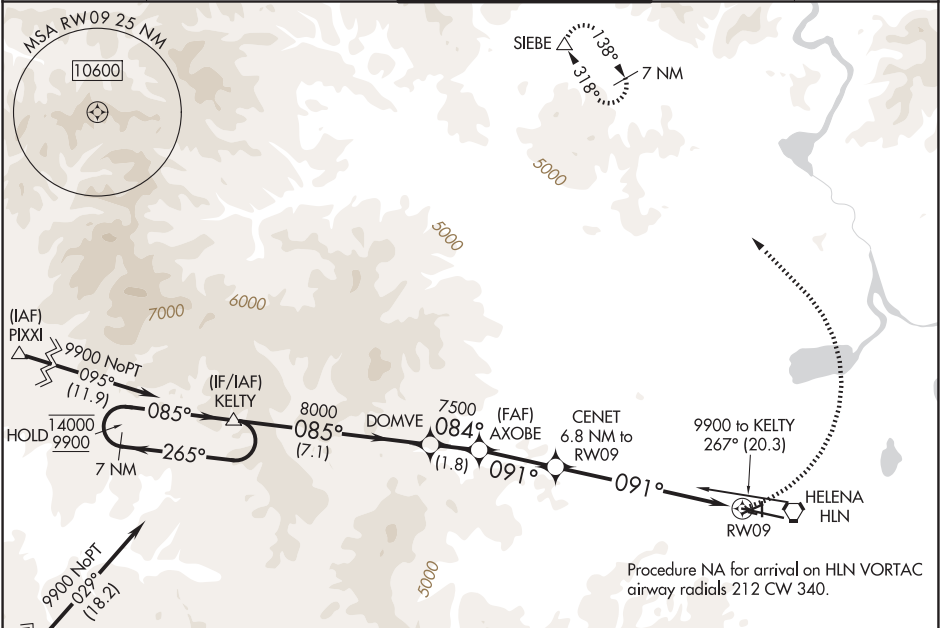 MSA RW09 25 NM
10600
SIEBE
138°
318°
7 NM
5000
5000
6000
7000
(IAF)
PIXXI
9900 NoPT
095°
(11.9)
(IF/IAF)
KELTY
085°
HOLD
14000
9900
265°
7 NM
8000
085°
(7.1)
DOMVE
7500
084°
(1.8)
(FAF)
AXOBE
091°
CENET
6.8 NM to
RW09
091°
9900 to KELTY
267° (20.3)
HELENA
HLN
RW09
9900 NoPT
029°
(18.2)
5000
Procedure NA for arrival on HLN VORTAC
airway radials 212 CW 340.